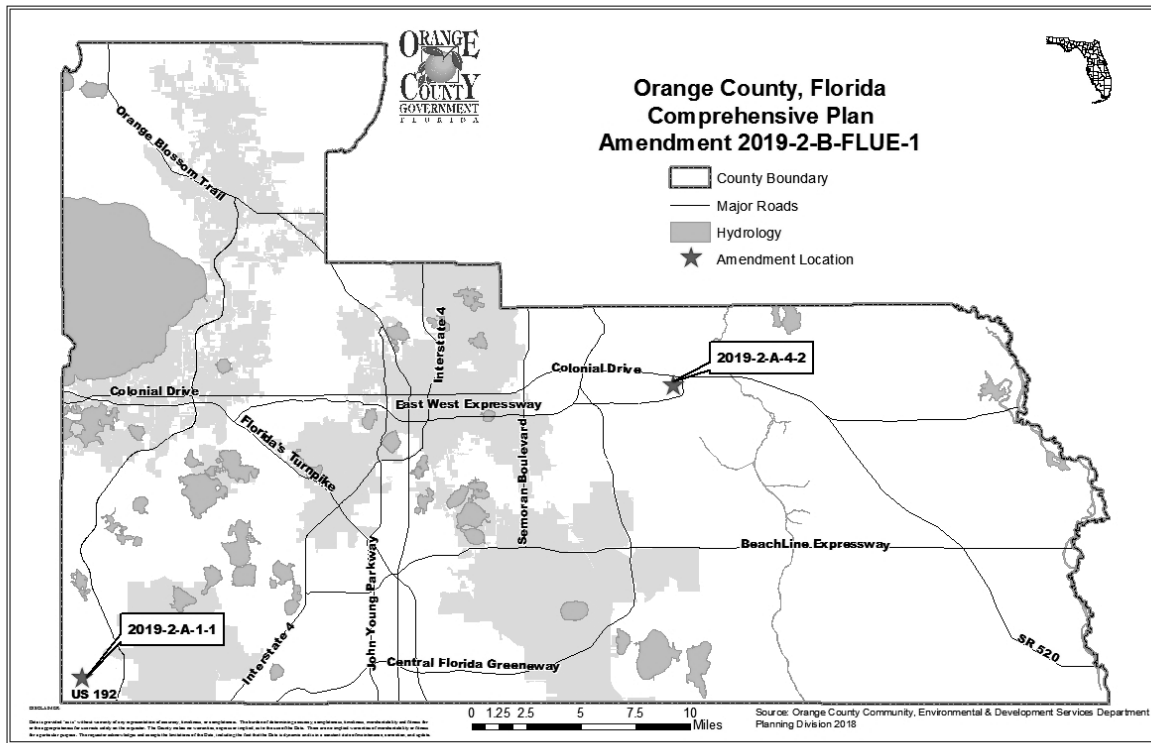 ORANGE
COUNTY
GOVERNMENT
FLORIDA
Orange County, Florida
Comprehensive Plan
Amendment 2019-2-B-FLUE-1
County Boundary
Major Roads
Hydrology
Amendment Location
Orange Blossom Trail
Interstate 4
2019-2-A-4-2
Colonial Drive
Colonial Drive
East West Expressway
Florida's Turnpike
Semoran Boulevard
BeachLine Expressway
John Young Parkway
2019-2-A-1-1
Interstate 4
Central Florida Greeneway
SR 520
US 192
0 1.25 2.5 5 7.5 10
Miles
Source: Orange County Community, Environmental & Development Services Department
Planning Division 2018